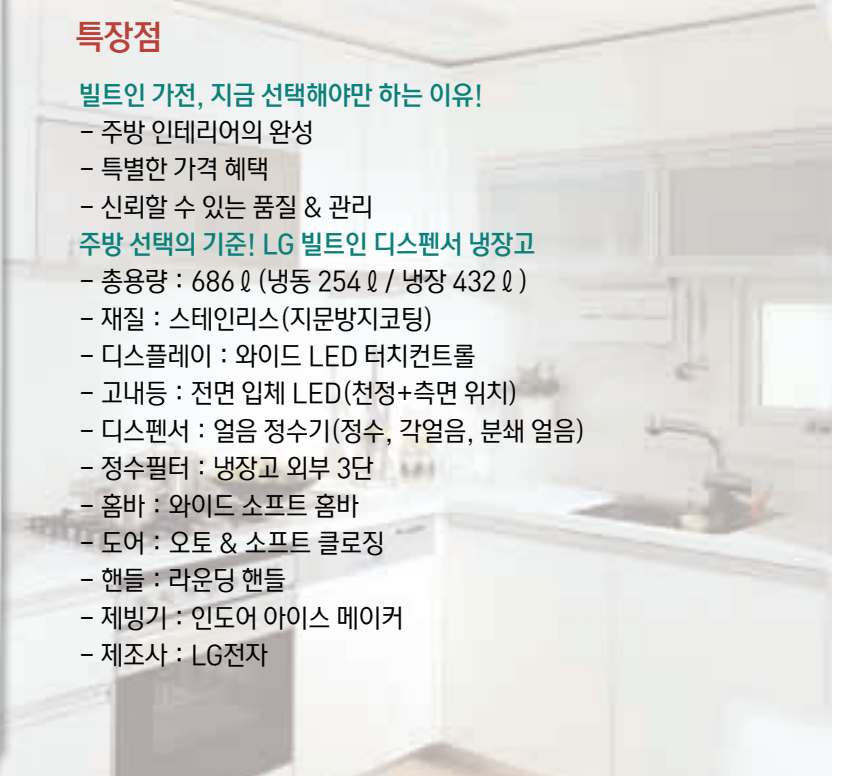 특장점
빌트인 가전, 지금 선택해야만 하는 이유!
- 주방 인테리어의 완성
- 특별한 가격 혜택
- 신뢰할 수 있는 품질 & 관리
주방 선택의 기준! LG 빌트인 디스펜서 냉장고
- 총용량 : 686ℓ (냉동 254ℓ / 냉장 432ℓ)
- 재질 : 스테인리스(지문방지코팅)
- 디스플레이 : 와이드 LED 터치컨트롤
- 고내등 : 전면 입체 LED(천정+측면 위치)
- 디스펜서 : 얼음 정수기(정수, 각얼음, 분쇄 얼음)
- 정수필터 : 냉장고 외부 3단
- 홈바 : 와이드 소프트 홈바
- 도어 : 오토 & 소프트 클로징
- 핸들 : 라운딩 핸들
- 제빙기 : 인도어 아이스 메이커
- 제조사 : LG전자